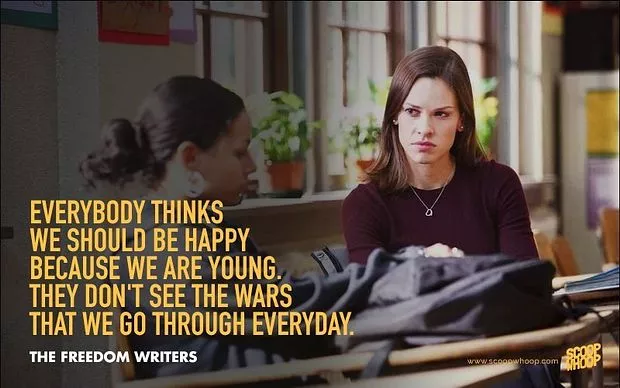 EVERYBODY THINKS
WE SHOULD BE HAPPY
BECAUSE WE ARE YOUNG.
THEY DON'T SEE THE WARS
THAT WE GO THROUGH EVERYDAY.
THE FREEDOM WRITERS
www.scoopwhoop.com
SCOOP
WHOOP